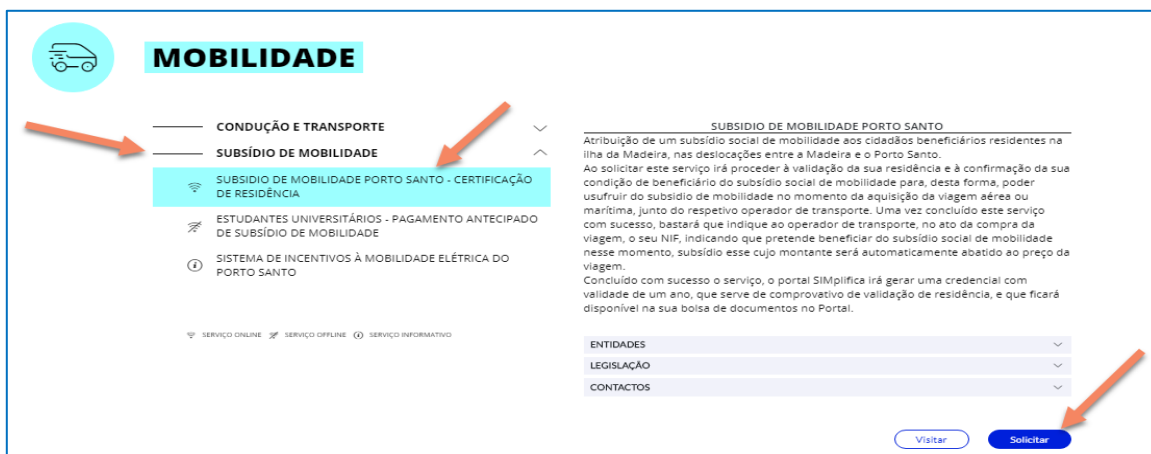 MOBILIDADE
CONDUÇÃO E TRANSPORTE
SUBSÍDIO DE MOBILIDADE
SUBSIDIO DE MOBILIDADE PORTO SANTO - CERTIFICAÇÃO
DE RESIDÊNCIA
ESTUDANTES UNIVERSITÁRIOS - PAGAMENTO ANTECIPADO
DE SUBSÍDIO DE MOBILIDADE
SISTEMA DE INCENTIVOS À MOBILIDADE ELÉTRICA DO
PORTO SANTO
SERVIÇO ONLINE SERVIÇO OFFLINE SERVIÇO INFORMATIVO
SUBSIDIO DE MOBILIDADE PORTO SANTO
Atribuição de um subsídio social de mobilidade aos cidadãos beneficiários residentes na
ilha da Madeira, nas deslocações entre a Madeira e o Porto Santo.
Ao solicitar este serviço irá proceder à validação da sua residência e à confirmação da sua
condição de beneficiário do subsídio social de mobilidade para, desta forma, poder
usufruir do subsidio de mobilidade no momento da aquisição da viagem aérea ou
marítima, junto do respetivo operador de transporte. Uma vez concluído este serviço
com sucesso, bastará que indique ao operador de transporte, no ato da compra da
viagem, o seu NIF, indicando que pretende beneficiar do subsídio social de mobilidade
nesse momento, subsídio esse cujo montante será automaticamente abatido ao preço da
viagem.
Concluído com sucesso o serviço, o portal SIMplifica irá gerar uma credencial com
validade de um ano, que serve de comprovativo de validação de residência, e que ficará
disponível na sua bolsa de documentos no Portal.
ENTIDADES
LEGISLAÇÃO
CONTACTOS
Visitar Solicitar